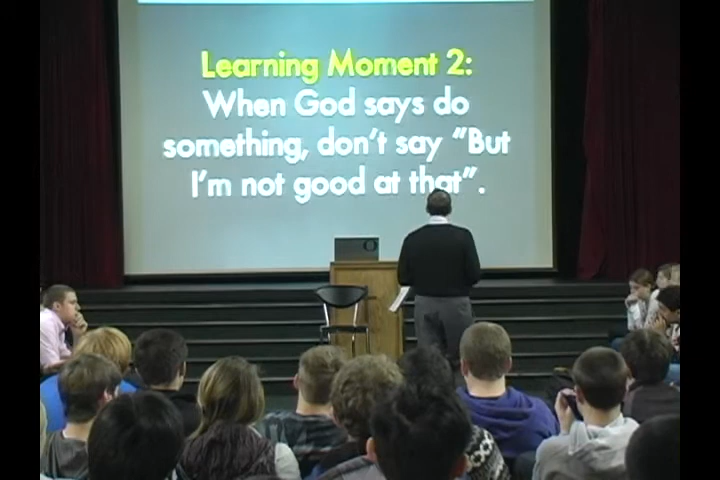 Learning Moment 2:
When God says do
something, don't say "But
I'm not good at that".